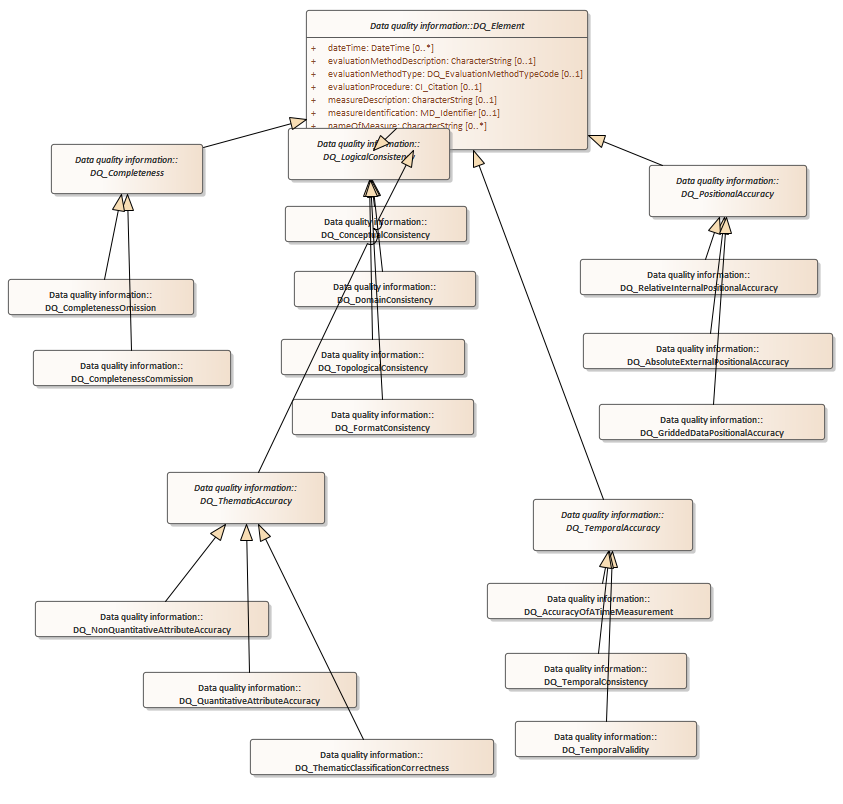 Data quality information::DQ_Element
+ dateTime: DateTime [0..*]
+ evaluationMethodDescription: CharacterString [0..1]
+ evaluationMethodType: DQ_EvaluationMethodTypeCode [0..1]
+ evaluationProcedure: CI_Citation [0..1]
+ measureDescription: CharacterString [0..1]
+ measureIdentification: MD_Identifier [0..1]
+ nameOfMeasure: CharacterString [0..*]
Data quality information::
DQ_Completeness
Data quality information::
DQ_LogicalConsistency
Data quality information::
DQ_PositionalAccuracy
Data quality information::
DQ_ConceptualConsistency
Data quality information::
DQ_RelativeInternalPositionalAccuracy
Data quality information::
DQ_CompletenessOmission
Data quality information::
DQ_DomainConsistency
Data quality information::
DQ_AbsoluteExternalPositionalAccuracy
Data quality information::
DQ_CompletenessCommission
Data quality information::
DQ_TopologicalConsistency
Data quality information::
DQ_FormatConsistency
Data quality information::
DQ_GriddedDataPositionalAccuracy
Data quality information::
DQ_ThematicAccuracy
Data quality information::
DQ_TemporalAccuracy
Data quality information::
DQ_NonQuantitativeAttributeAccuracy
Data quality information::
DQ_AccuracyOfATimeMeasurement
Data quality information::
DQ_QuantitativeAttributeAccuracy
Data quality information::
DQ_TemporalConsistency
Data quality information::
DQ_ThematicClassificationCorrectness
Data quality information::
DQ_TemporalValidity